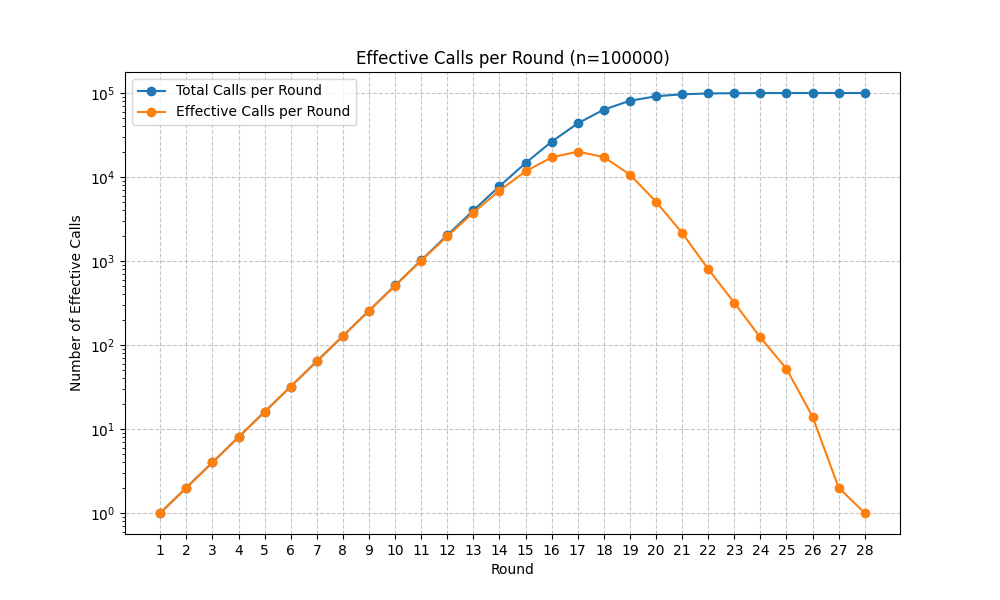 Effective Calls per Round (n=100000)
Total Calls per Round
Effective Calls per Round
Number of Effective Calls
10⁵
10⁴
10³
10²
10¹
10⁰
1 2 3 4 5 6 7 8 9 10 11 12 13 14 15 16 17 18 19 20 21 22 23 24 25 26 27 28
Round